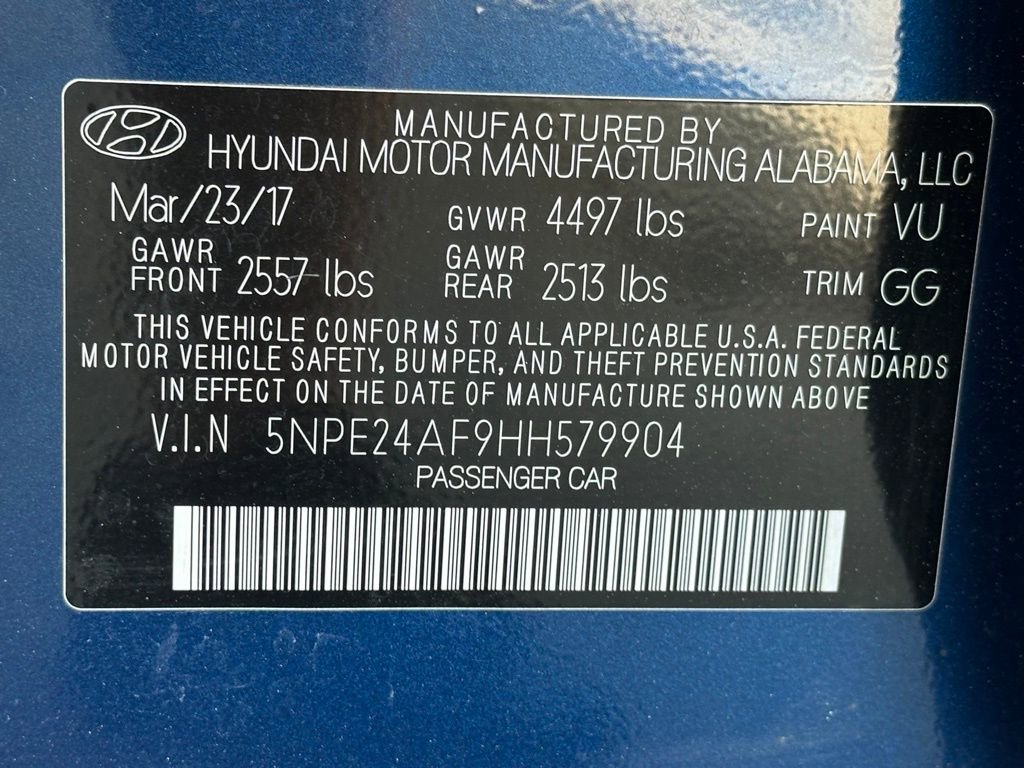 MANUFACTURED BY
HYUNDAI MOTOR MANUFACTURING ALABAMA, LLC
Mar/23/17 GVWR 4497 lbs PAINT VU
GAWR FRONT 2557 lbs GAWR REAR 2513 lbs TRIM GG
THIS VEHICLE CONFORMS TO ALL APPLICABLE U.S.A. FEDERAL
MOTOR VEHICLE SAFETY, BUMPER, AND THEFT PREVENTION STANDARDS
IN EFFECT ON THE DATE OF MANUFACTURE SHOWN ABOVE
V.I.N 5NPE24AF9HH579904
PASSENGER CAR